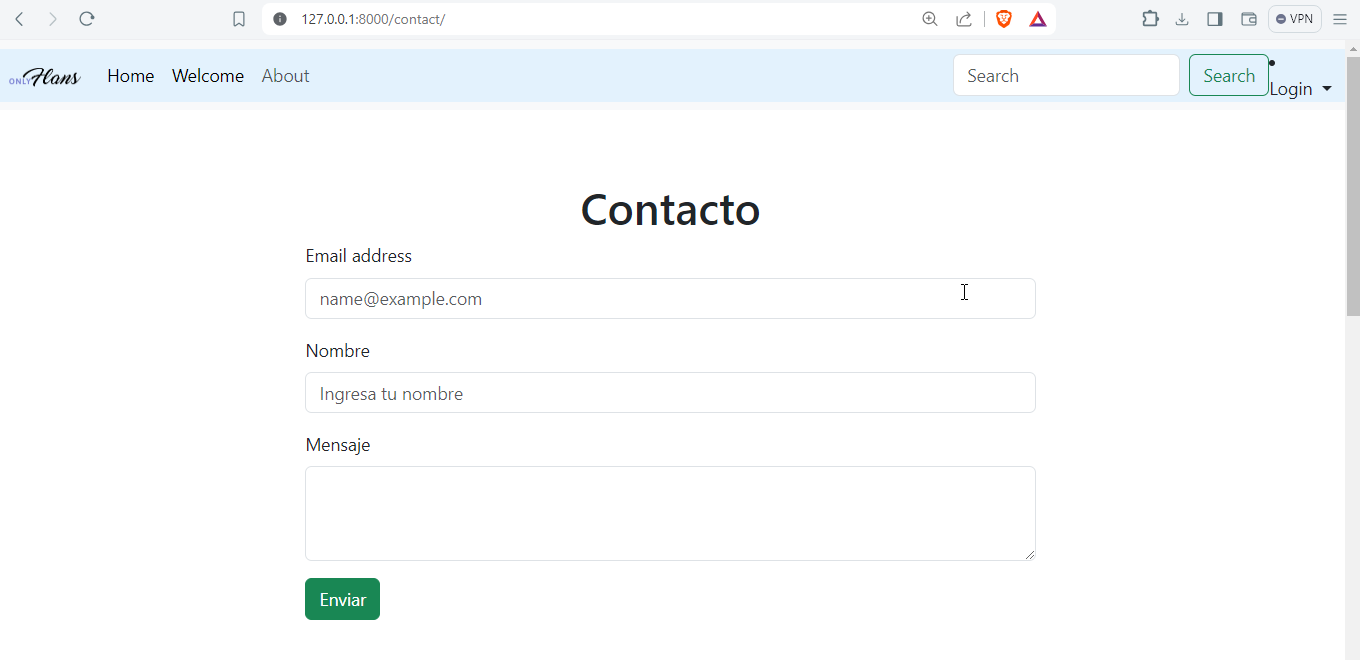 127.0.0.1:8000/contact/
VPN
ONLY Hans
Home
Welcome
About
Search
Search
Login
Contacto
Email address
name@example.com
Nombre
Ingresa tu nombre
Mensaje
Enviar